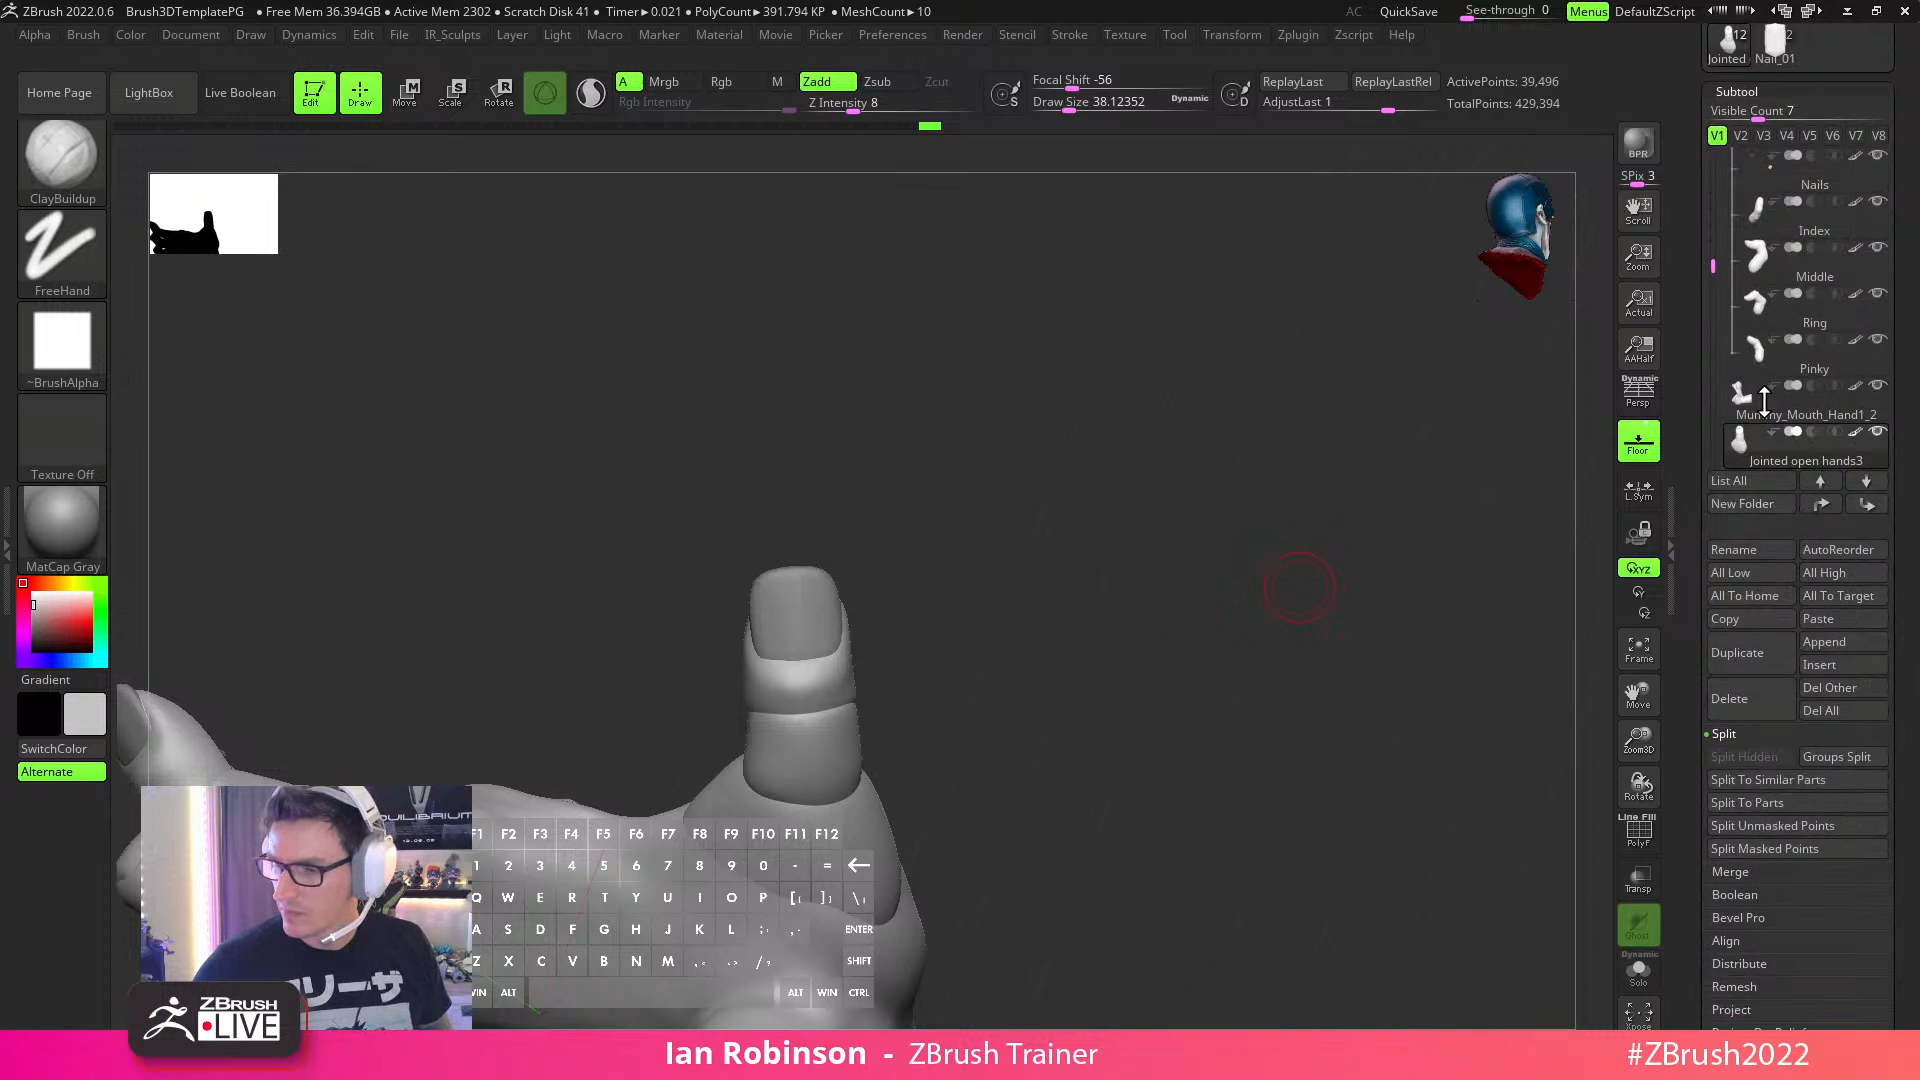 ZBrush 2022.0.6 Brush3DTemplatePG • Free Mem 36.394GB • Active Mem 2302 • Scratch Disk 41 • Timer▸0.021 • PolyCount▸391.794 KP • MeshCount▸10 AC QuickSave See-through 0 Menus DefaultZScript
Alpha Brush Color Document Draw Dynamics Edit File IR_Sculpts Layer Light Macro Marker Material Movie Picker Preferences Render Stencil Stroke Texture Tool Transform Zplugin Zscript Help
12 2
Jointed Nail_01
Home Page LightBox Live Boolean Edit Draw Move Scale Rotate
A Mrgb Rgb M Zadd Zsub Zcut
Rgb Intensity Z Intensity 8
S Focal Shift -56
Draw Size 38.12352 Dynamic
D ReplayLast ReplayLastRel ActivePoints: 39,496
AdjustLast 1 TotalPoints: 429,394
ClayBuildup
FreeHand
~BrushAlpha
Texture Off
MatCap Gray
Gradient
SwitchColor
Alternate
BPR
SPix 3
Scroll
Zoom
Actual
AAHalf
Dynamic
Persp
Floor
L.Sym
XYZ
Y
Z
Frame
Move
Zoom3D
Rotate
Line Fill
PolyF
Transp
Ghost
Dynamic
Solo
Xpose
Subtool
Visible Count 7
V1 V2 V3 V4 V5 V6 V7 V8
Nails
Index
Middle
Ring
Pinky
Jointed open hands3
List All
New Folder
Rename AutoReorder
All Low All High
All To Home All To Target
Copy Paste
Duplicate Append
Insert
Delete Del Other
Del All
Split
Split Hidden Groups Split
Split To Similar Parts
Split To Parts
Split Unmasked Points
Split Masked Points
Merge
Boolean
Bevel Pro
Align
Distribute
Remesh
Project
F1 F2 F3 F4 F5 F6 F7 F8 F9 F10 F11 F12
1 2 3 4 5 6 7 8 9 0 - = ←
Q W E R T Y U I O P [ ] \
A S D F G H J K L ; ENTER
Z X C V B N M / SHIFT
WIN ALT ALT WIN CTRL
ZBRUSH
LIVE
Ian Robinson - ZBrush Trainer
#ZBrush2022